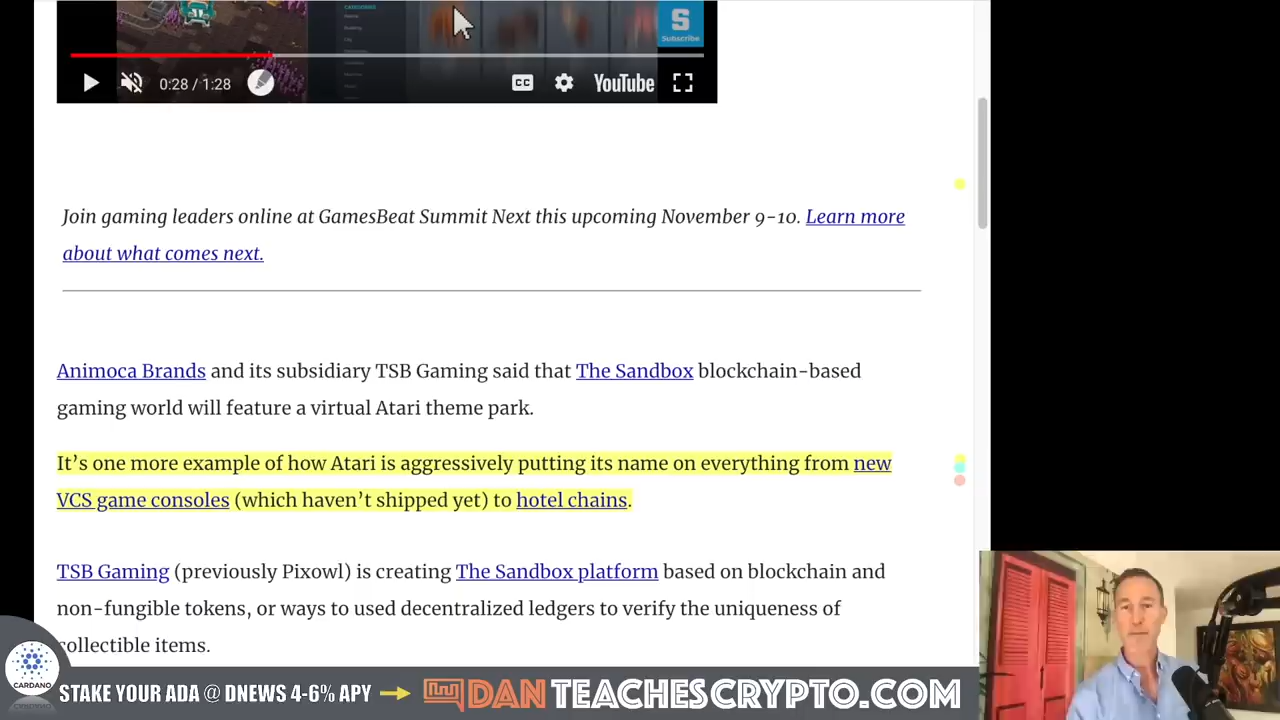 CATEGORIES
S
Subscribe
0:28 / 1:28
CC
YouTube
Join gaming leaders online at GamesBeat Summit Next this upcoming November 9-10. Learn more
about what comes next.
Animoca Brands and its subsidiary TSB Gaming said that The Sandbox blockchain-based
gaming world will feature a virtual Atari theme park.
It’s one more example of how Atari is aggressively putting its name on everything from new
VCS game consoles (which haven’t shipped yet) to hotel chains.
TSB Gaming (previously Pixowl) is creating The Sandbox platform based on blockchain and
non-fungible tokens, or ways to used decentralized ledgers to verify the uniqueness of
collectible items.
CARDANO
STAKE YOUR ADA @ DNEWS 4-6% APY
DAN TEACHESCRYPTO.COM